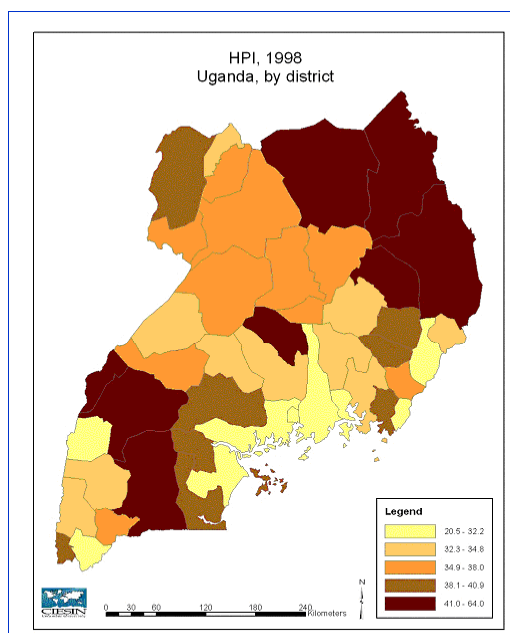 HPI, 1998
Uganda, by district
Legend
20.5 - 32.2
32.3 - 34.8
34.9 - 38.0
38.1 - 40.9
41.0 - 64.0
N
CIESIN
0 30 60 120 180 240
Kilometers